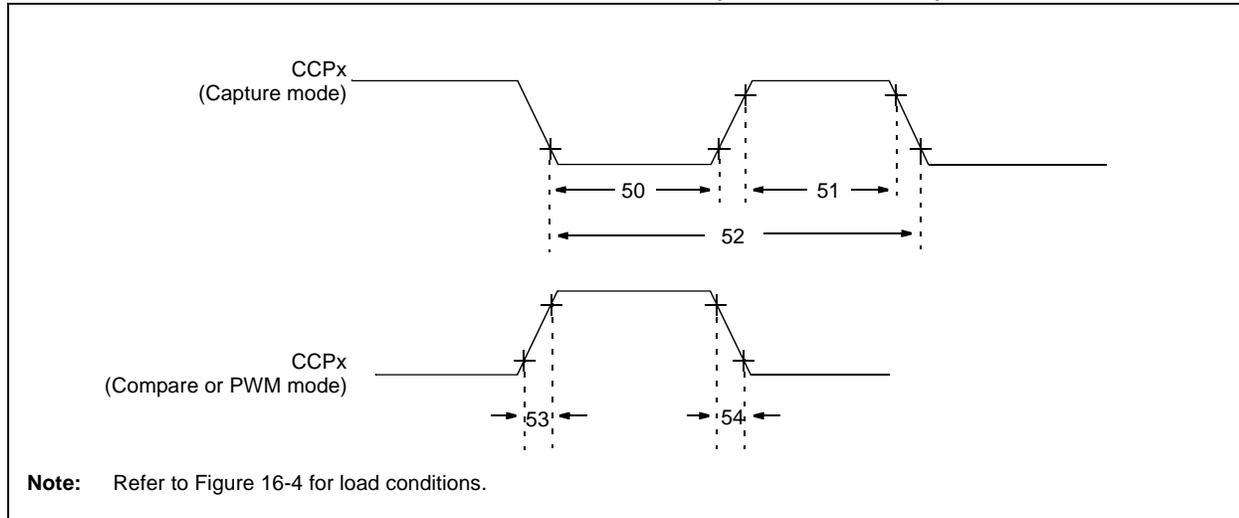 CCPx
(Capture mode)
50
51
52
CCPx
(Compare or PWM mode)
53
54
Note: Refer to Figure 16-4 for load conditions.